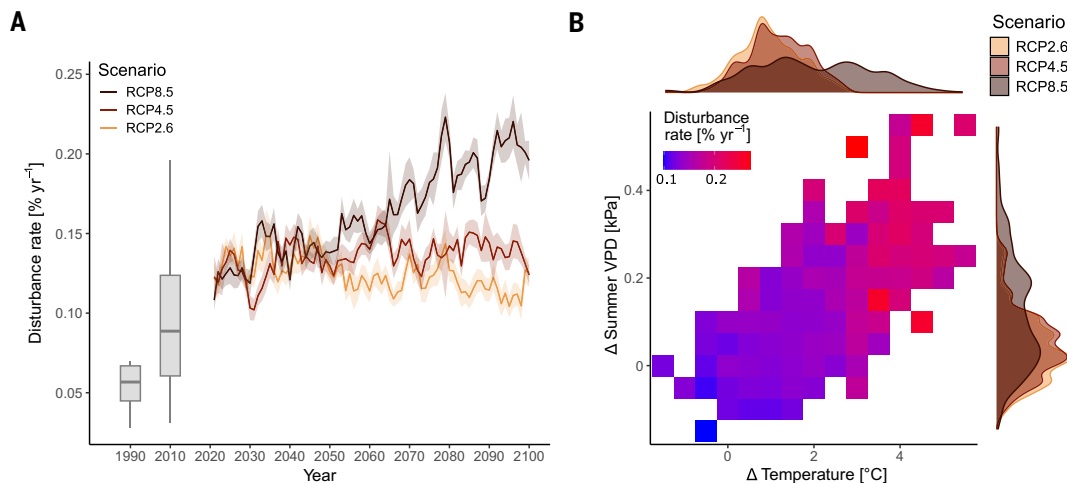 A
Scenario
RCP8.5
RCP4.5
RCP2.6
Disturbance rate [% yr⁻¹]
0.25
0.20
0.15
0.10
0.05
1990 2010 2020 2030 2040 2050 2060 2070 2080 2090 2100
Year
B
Scenario
RCP2.6
RCP4.5
RCP8.5
Disturbance
rate [% yr⁻¹]
0.1 0.2
Δ Summer VPD [kPa]
0.4
0.2
0
0 2 4
Δ Temperature [°C]